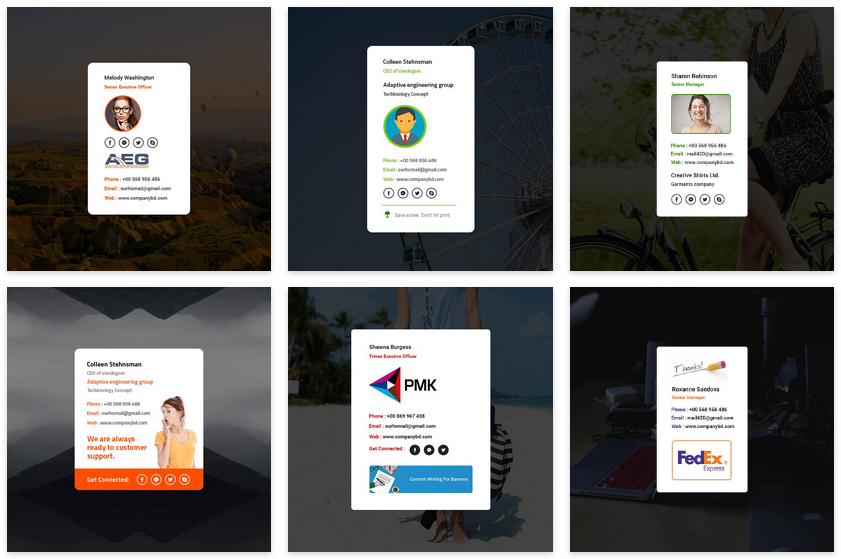 Melody Washington
Senior Exeutive Officer
AEG
Phone : +00 568 956 486
Email : ourhomail@gmail.com
Web : www.companybd.com
Colleen Stehnsman
CEO of Vandegom
Adaptive engineering group
Techknology Concept
Phone : +00 568 956 486
Email : ourhomail@gmail.com
Web : www.companybd.com
Save a tree. Don't hit print.
Sharon Robinson
Senior Manager
Phone : +00 568 956 486
Email : mail420@gmail.com
Web : www.companybd.com
Creative Shirts Ltd.
Garments company
Colleen Stehnsman
CEO of Vandegom
Adaptive engineering group
Techknology Concept
Phone : +00 568 956 486
Email : ourhomail@gmail.com
Web : www.companybd.com
We are always
ready to customer
support.
Get Connected:
Shawna Burgess
Trimex Exeutive Officer
PMK
Phone : +00 869 967 438
Email : ourhomail@gmail.com
Web : www.companybd.com
Get Connected :
Content Writing For Banners
Thanks!
Roxanne Sandova
Senior Manager
Phone : +00 568 956 486
Email : mail420@gmail.com
Web : www.companybd.com
FedEx
Express